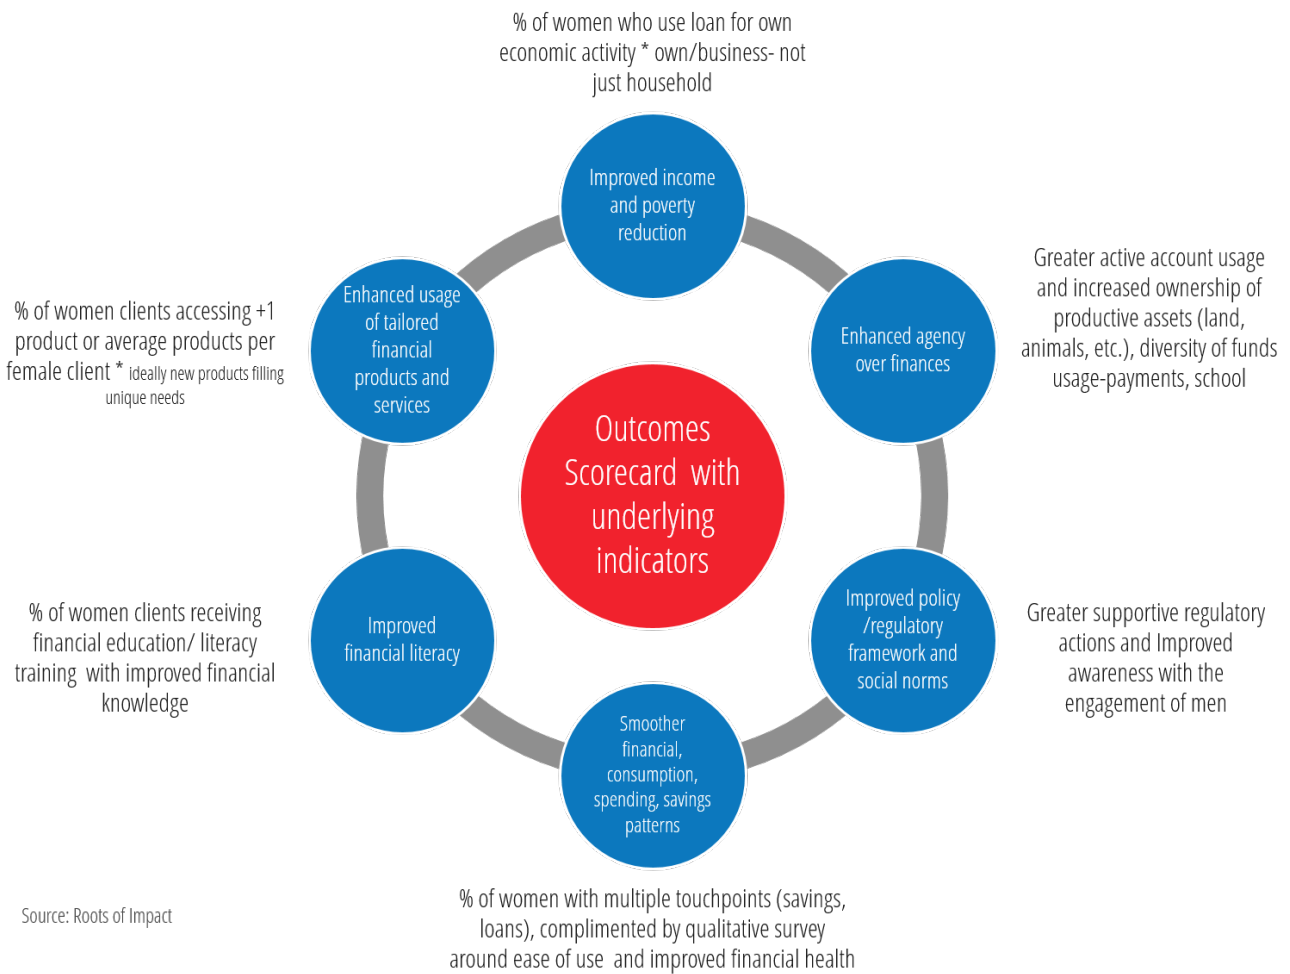 % of women who use loan for own
economic activity * own/business- not
just household
Improved income
and poverty
reduction
Greater active account usage
and increased ownership of
productive assets (land,
animals, etc.), diversity of funds
usage-payments, school
Enhanced agency
over finances
Enhanced usage
of tailored
financial
products and
services
% of women clients accessing +1
product or average products per
female client * ideally new products filling
unique needs
Outcomes
Scorecard  with
underlying
indicators
% of women clients receiving
financial education/ literacy
training  with improved financial
knowledge
Improved
financial literacy
Improved policy
/regulatory
framework and
social norms
Greater supportive regulatory
actions and Improved
awareness with the
engagement of men
Smoother
financial,
consumption,
spending, savings
patterns
% of women with multiple touchpoints (savings,
loans), complimented by qualitative survey
around ease of use  and improved financial health
Source: Roots of Impact